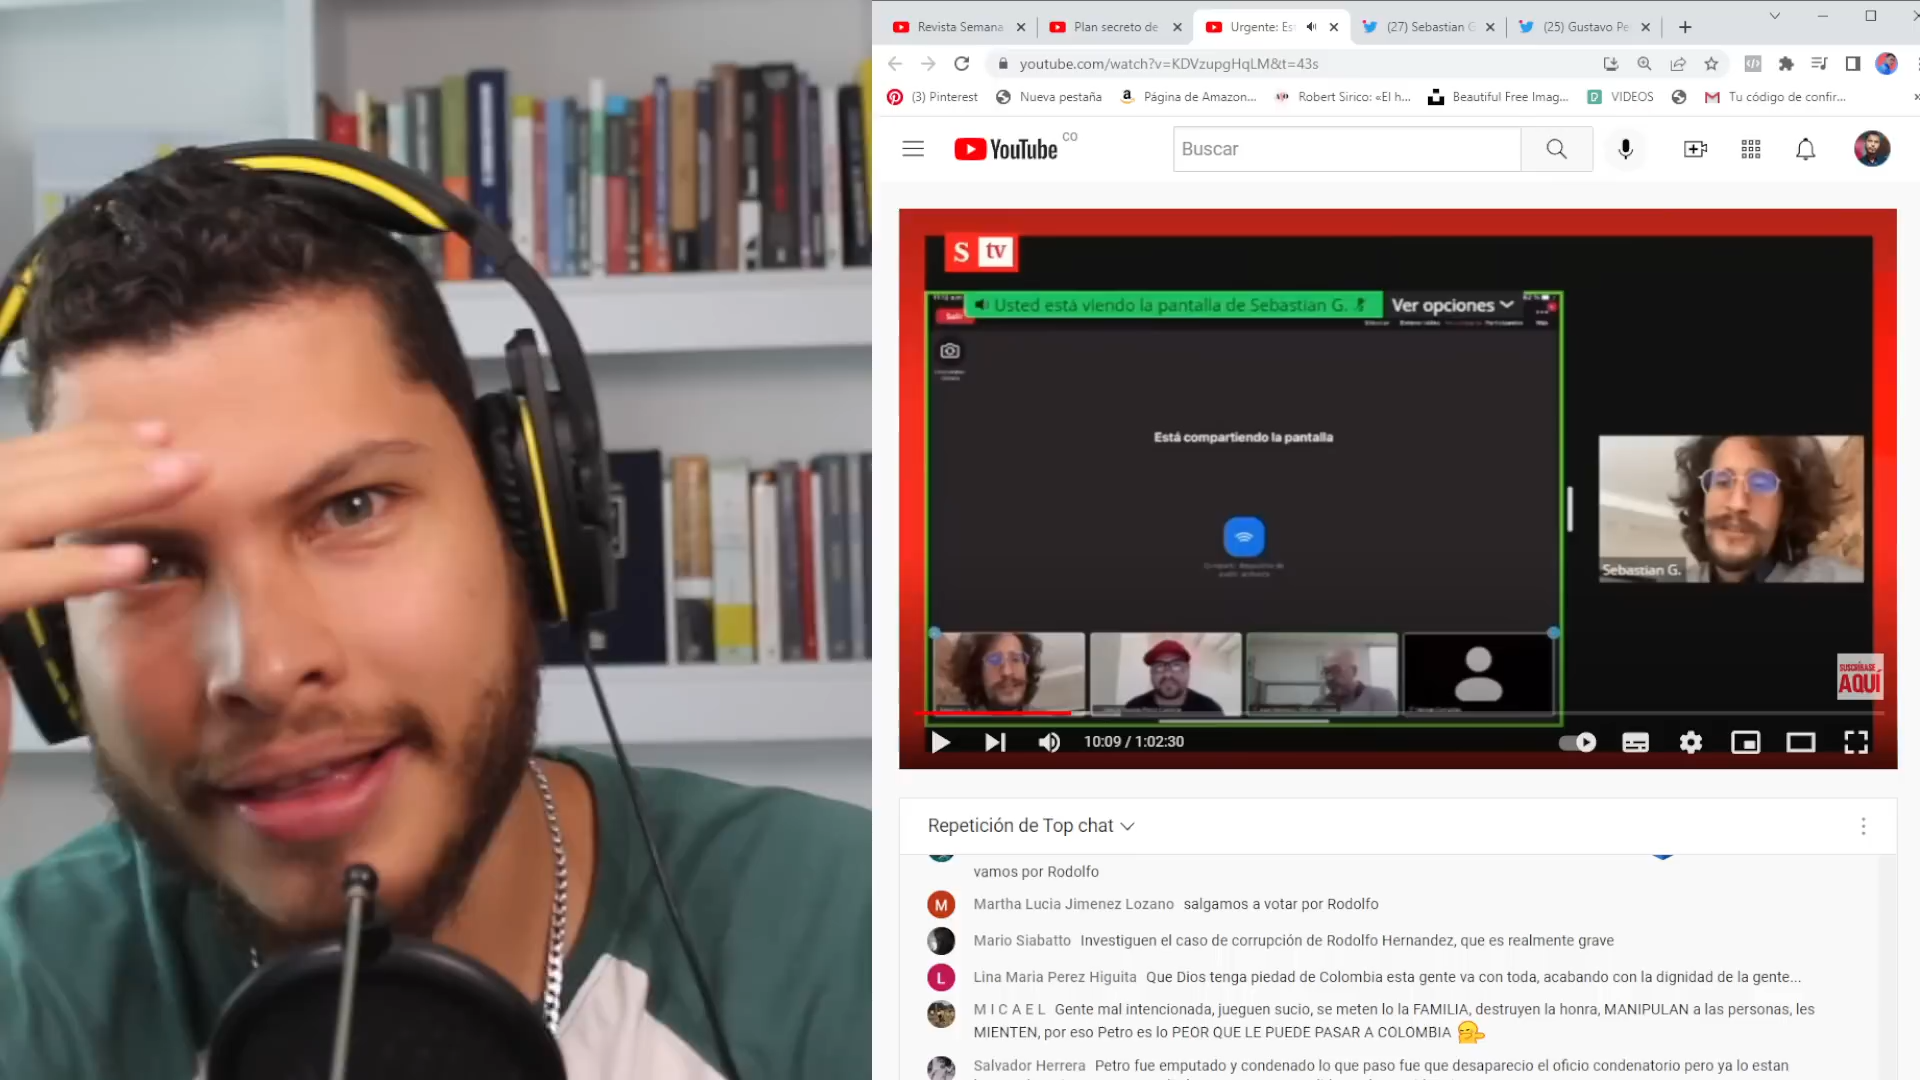 Revista Semana
Plan secreto de
Urgente: Es
(27) Sebastian G
(25) Gustavo Pe
youtube.com/watch?v=KDVzupgHqLM&t=43s
(3) Pinterest
Nueva pestaña
Página de Amazon...
Robert Sirico: «El h...
Beautiful Free Imag...
VIDEOS
Tu código de confir...
YouTube CO
Buscar
S tv
Usted está viendo la pantalla de Sebastian G.
Ver opciones
Salir
Está compartiendo la pantalla
Sebastian G.
SUSCRÍBASE
AQUÍ
10:09 / 1:02:30
Repetición de Top chat
vamos por Rodolfo
M Martha Lucia Jimenez Lozano salgamos a votar por Rodolfo
Mario Siabatto Investiguen el caso de corrupción de Rodolfo Hernandez, que es realmente grave
L Lina Maria Perez Higuita Que Dios tenga piedad de Colombia esta gente va con toda, acabando con la dignidad de la gente...
M I C A E L Gente mal intencionada, jueguen sucio, se meten lo la FAMILIA, destruyen la honra, MANIPULAN a las personas, les
MIENTEN, por eso Petro es lo PEOR QUE LE PUEDE PASAR A COLOMBIA
Salvador Herrera Petro fue emputado y condenado lo que paso fue que desaparecio el oficio condenatorio pero ya lo estan